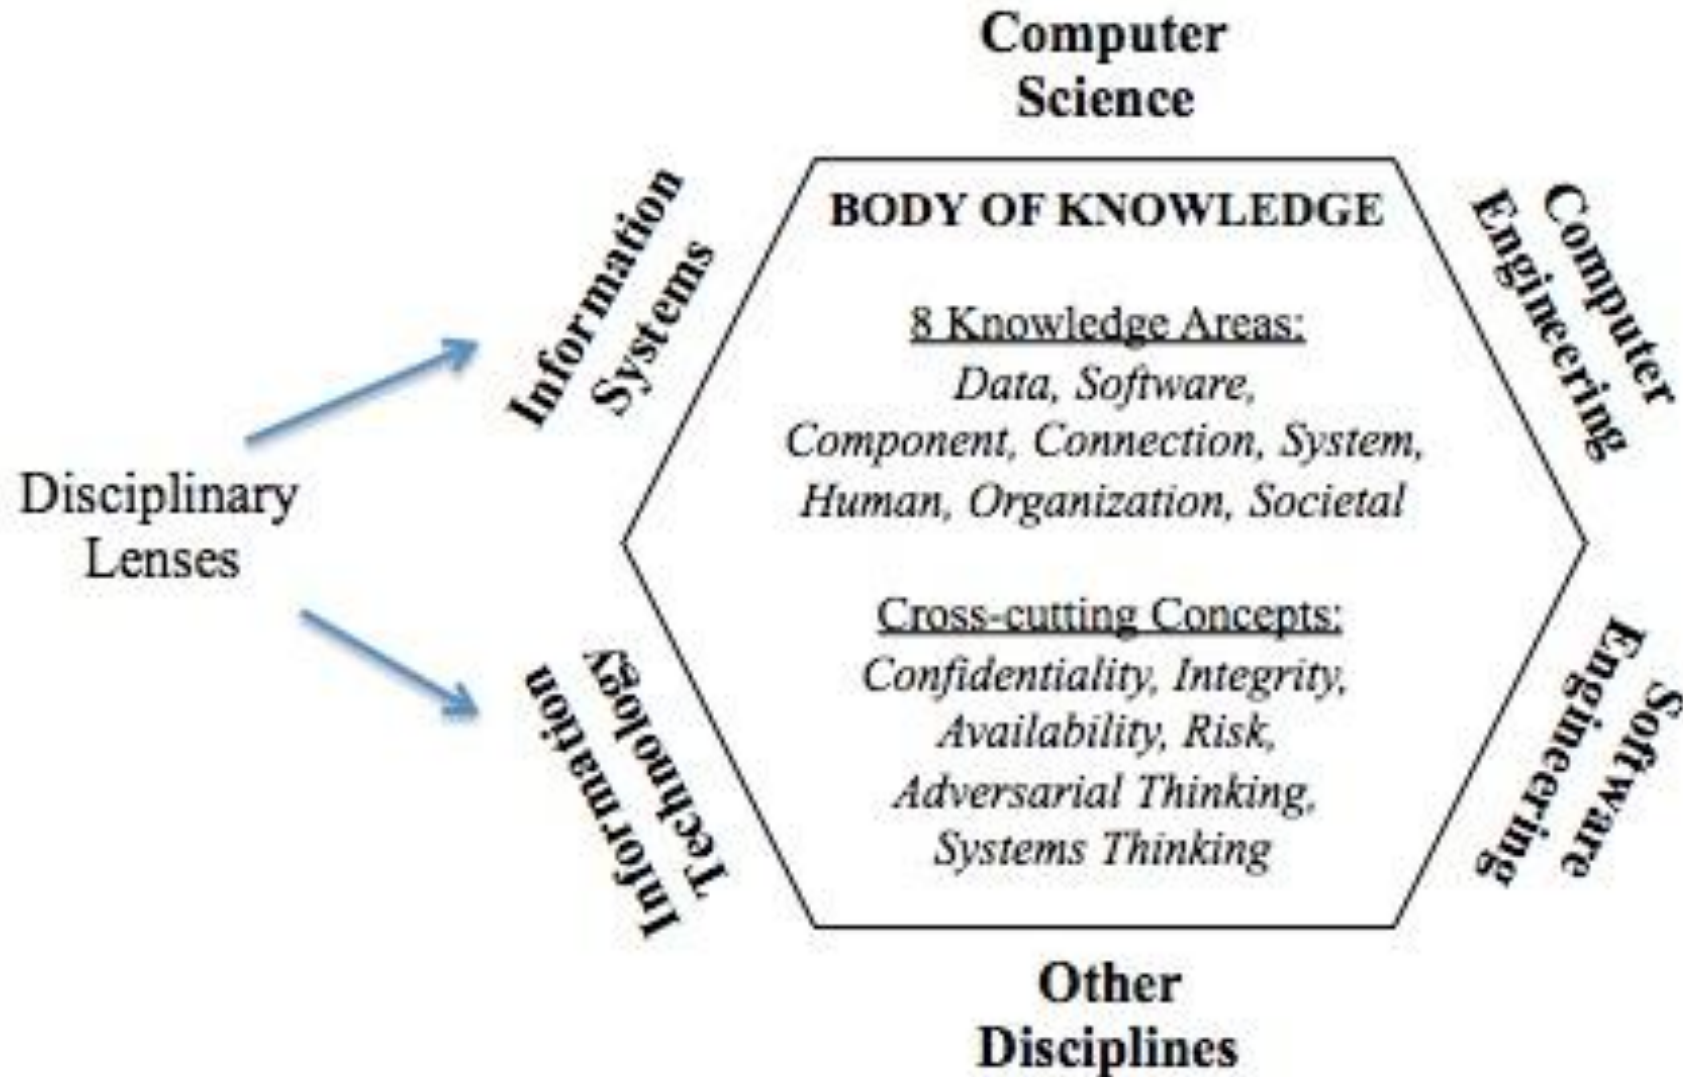 Computer
Science
Information
Systems
Computer
Engineering
BODY OF KNOWLEDGE
8 Knowledge Areas:
Data, Software,
Component, Connection, System,
Human, Organization, Societal
Disciplinary
Lenses
Cross-cutting Concepts:
Confidentiality, Integrity,
Availability, Risk,
Adversarial Thinking,
Systems Thinking
Information
Technology
Software
Engineering
Other
Disciplines